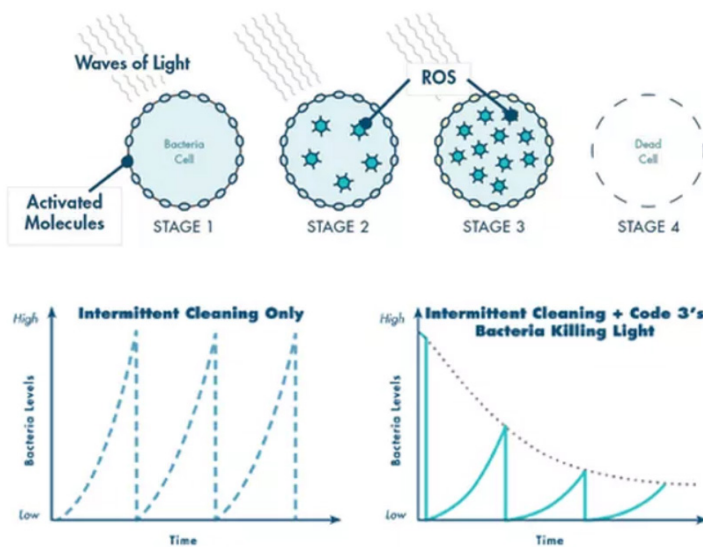 Waves of Light
ROS
Bacteria
Cell
Dead
Cell
Activated
Molecules
STAGE 1
STAGE 2
STAGE 3
STAGE 4
High
Intermittent Cleaning Only
Bacteria Levels
Low
Time
High
Intermittent Cleaning + Code 3's
Bacteria Killing Light
Bacteria Levels
Low
Time